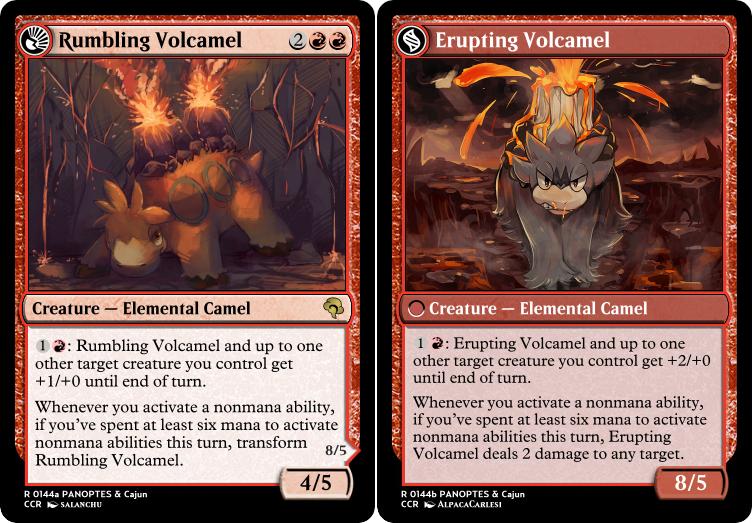 Rumbling Volcamel 2
Creature — Elemental Camel
1 : Rumbling Volcamel and up to one
other target creature you control get
+1/+0 until end of turn.
Whenever you activate a nonmana ability,
if you've spent at least six mana to activate
nonmana abilities this turn, transform
Rumbling Volcamel.
8/5
4/5
R 0144a PANOPTES & Cajun
CCR SALANCHU
Erupting Volcamel
Creature — Elemental Camel
1 : Erupting Volcamel and up to one
other target creature you control get +2/+0
until end of turn.
Whenever you activate a nonmana ability,
if you've spent at least six mana to activate
nonmana abilities this turn, Erupting
Volcamel deals 2 damage to any target.
8/5
R 0144b PANOPTES & Cajun
CCR AlpacaCarlesi